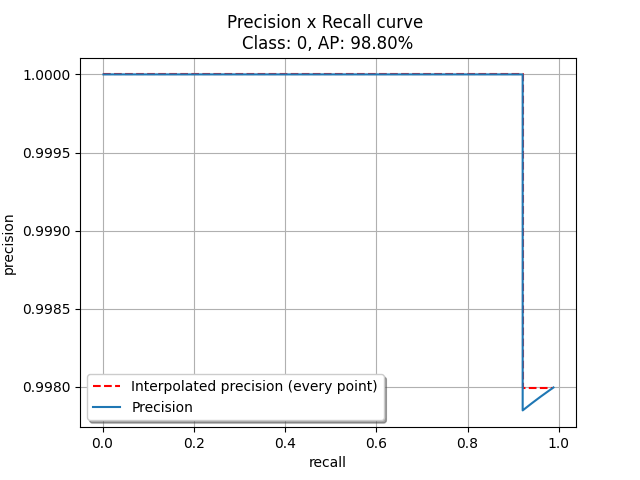 Precision x Recall curve
Class: 0, AP: 98.80%
1.0000
0.9995
0.9990
0.9985
0.9980
precision
Interpolated precision (every point)
Precision
0.0 0.2 0.4 0.6 0.8 1.0
recall